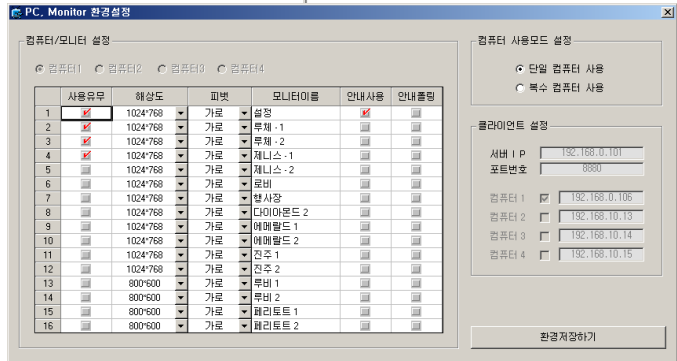 PC, Monitor 환경설정
컴퓨터/모니터 설정
컴퓨터1 컴퓨터2 컴퓨터3 컴퓨터4
사용유무 해상도 피벗 모니터이름 안내사용 안내폴링
1 1024*768 가로 설정
2 1024*768 가로 루체 - 1
3 1024*768 가로 루체 - 2
4 1024*768 가로 제니스 - 1
5 1024*768 가로 제니스 - 2
6 1024*768 가로 로비
7 1024*768 가로 행사장
8 1024*768 가로 다이아몬드 2
9 1024*768 가로 에메랄드 1
10 1024*768 가로 에메랄드 2
11 1024*768 가로 진주 1
12 1024*768 가로 진주 2
13 800*600 가로 루비 1
14 800*600 가로 루비 2
15 800*600 가로 페리토트 1
16 800*600 가로 페리토트 2
컴퓨터 사용모드 설정
단일 컴퓨터 사용
복수 컴퓨터 사용
클라이언트 설정
서버 I P 192.168.0.101
포트번호 8880
컴퓨터 1 192.168.0.106
컴퓨터 2 192.168.10.13
컴퓨터 3 192.168.10.14
컴퓨터 4 192.168.10.15
환경저장하기